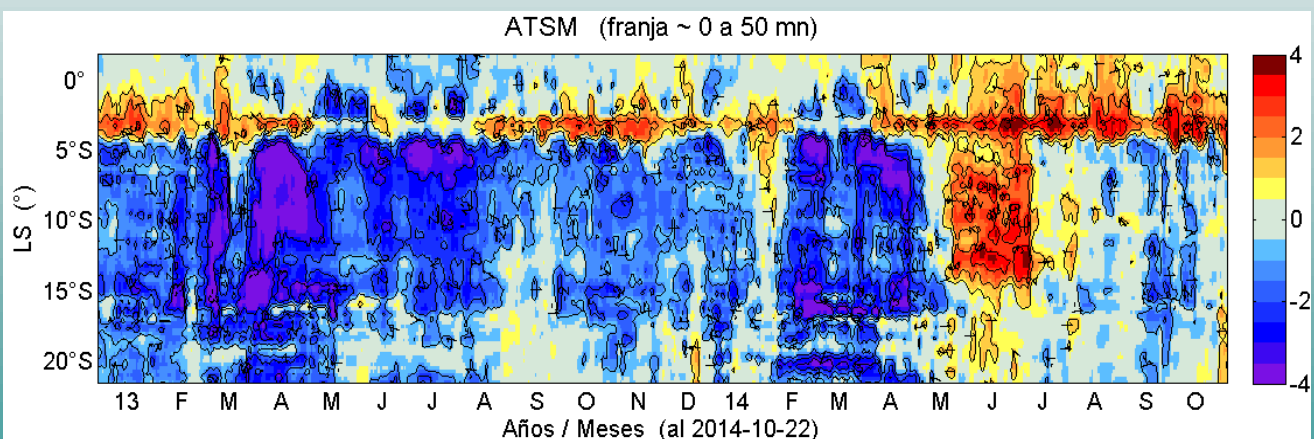 ATSM (franja ~ 0 a 50 mn)
0°
5°S
10°S
15°S
20°S
LS (°)
4
2
0
-2
-4
13 F M A M J J A S O N D 14 F M A M J J A S O
Años / Meses (al 2014-10-22)